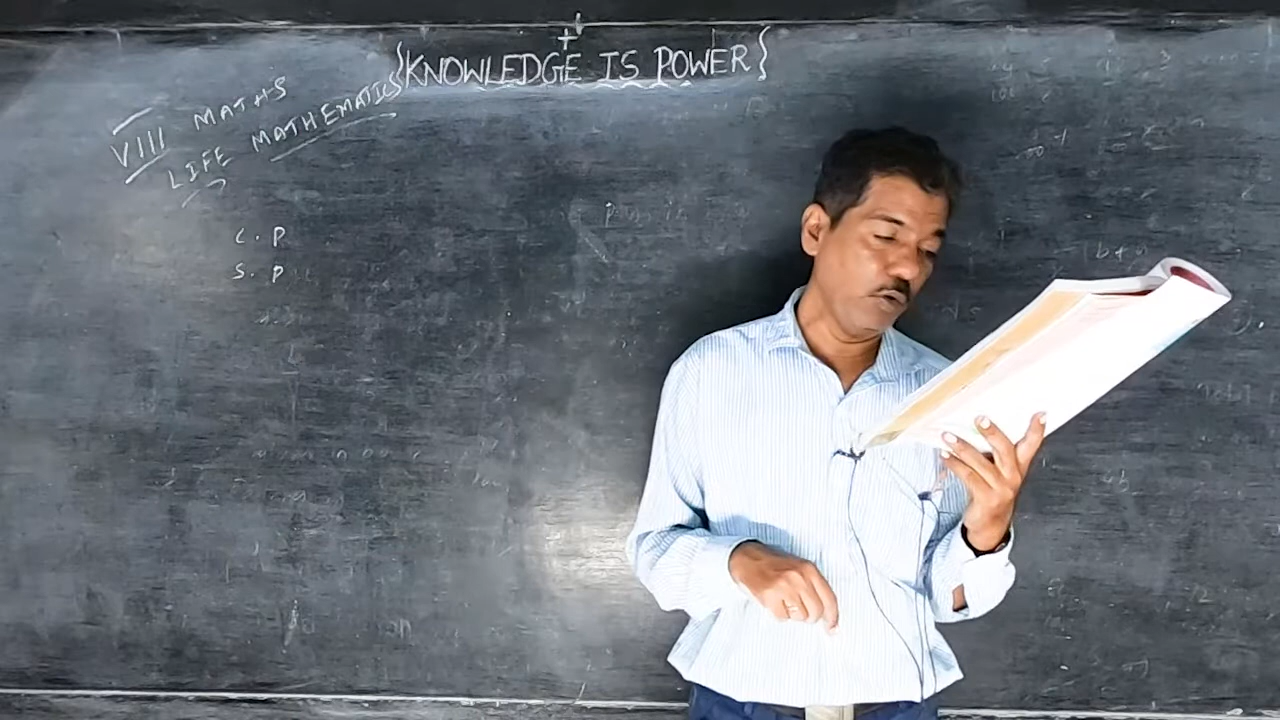 {KNOWLEDGE IS POWER}
VIII MATHS
LIFE MATHEMATICS
C.P
S.P